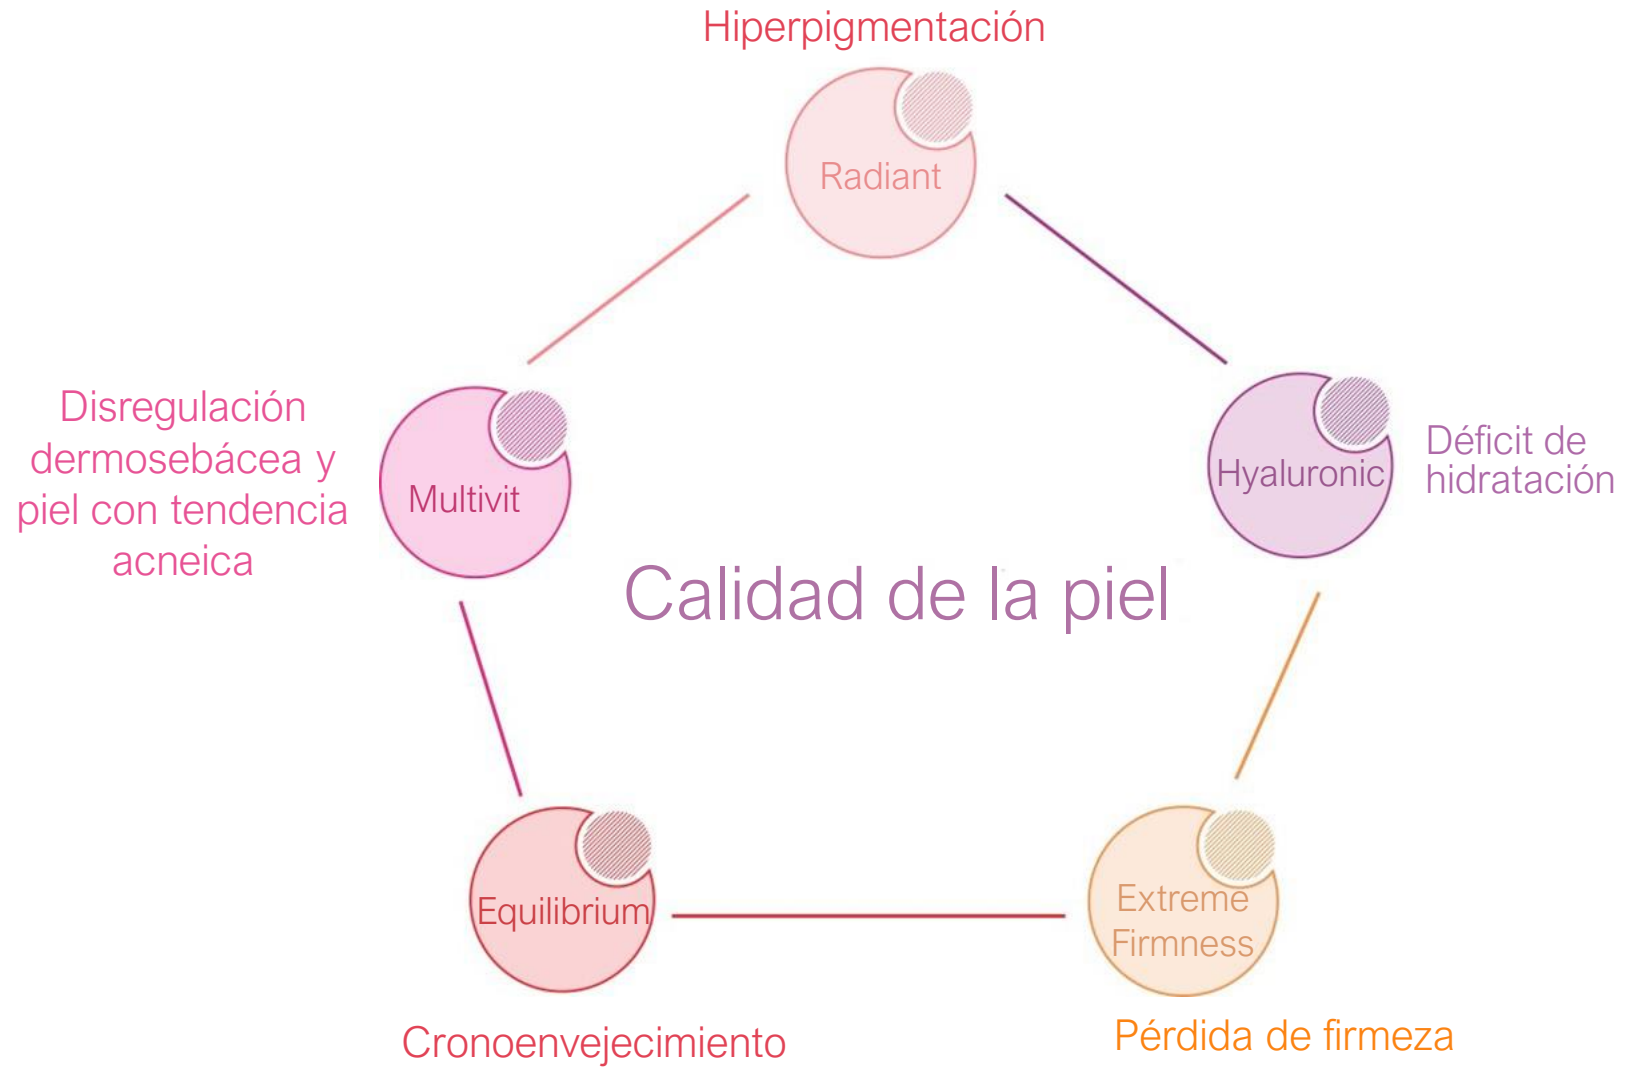 Hiperpigmentación
Radiant
Disregulación
dermosebácea y
piel con tendencia
acneica
Multivit
Hyaluronic
Déficit de
hidratación
Calidad de la piel
Equilibrium
Extreme
Firmness
Cronoenvejecimiento
Pérdida de firmeza